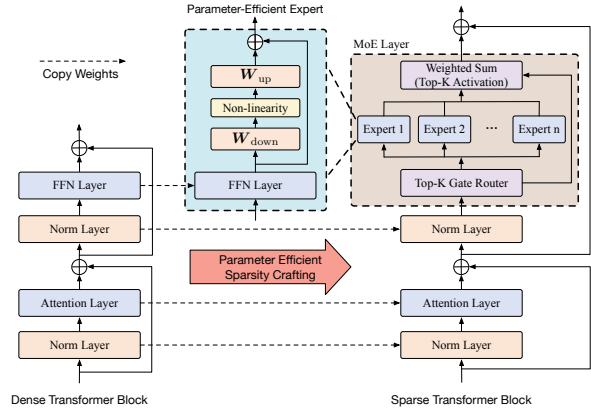 Parameter-Efficient Expert
Copy Weights
W up
Non-linearity
W down
FFN Layer
MoE Layer
Weighted Sum
(Top-K Activation)
Expert 1
Expert 2
...
Expert n
Top-K Gate Router
FFN Layer
Norm Layer
Norm Layer
Parameter Efficient
Sparsity Crafting
Attention Layer
Attention Layer
Norm Layer
Norm Layer
Dense Transformer Block
Sparse Transformer Block